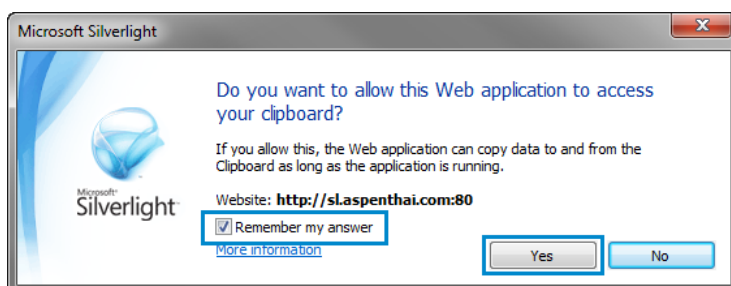 Microsoft Silverlight
Do you want to allow this Web application to access
your clipboard?
If you allow this, the Web application can copy data to and from the
Clipboard as long as the application is running.
Microsoft
Silverlight
Website: http://sl.aspenthai.com:80
Remember my answer
More information
Yes
No